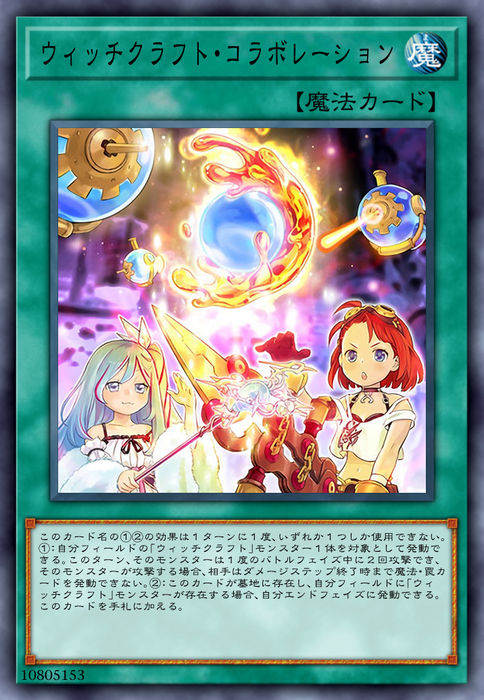 ウィッチクラフト・コラボレーション 魔
【魔法カード】
このカード名の①②の効果は1ターンに1度、いずれか1つしか使用できない。
①:自分フィールドの「ウィッチクラフト」モンスター1体を対象として発動で
きる。このターン、そのモンスターは1度のバトルフェイズ中に2回攻撃でき、
そのモンスターが攻撃する場合、相手はダメージステップ終了時まで魔法・罠カ
ードを発動できない。②:このカードが墓地に存在し、自分フィールドに「ウィ
ッチクラフト」モンスターが存在する場合、自分エンドフェイズに発動できる。
このカードを手札に加える。
10805153